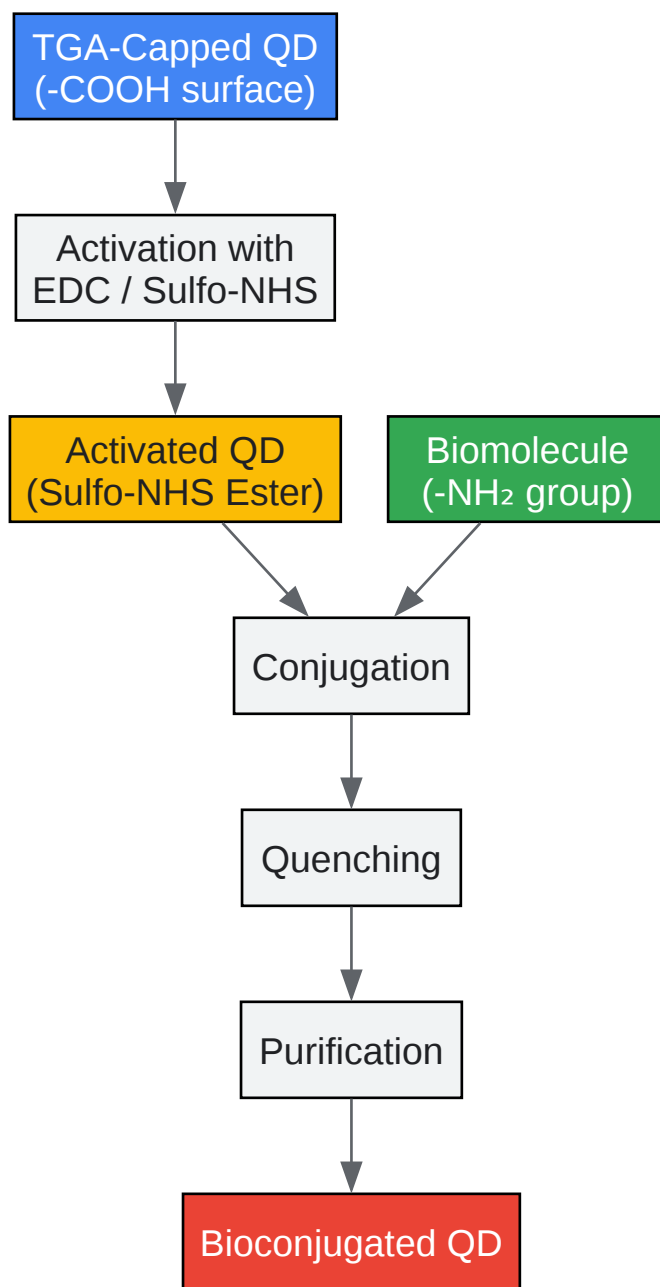 TGA-Capped QD
(-COOH surface)
Activation with
EDC / Sulfo-NHS
Activated QD
(Sulfo-NHS Ester)
Biomolecule
(-NH₂ group)
Conjugation
Quenching
Purification
Bioconjugated QD